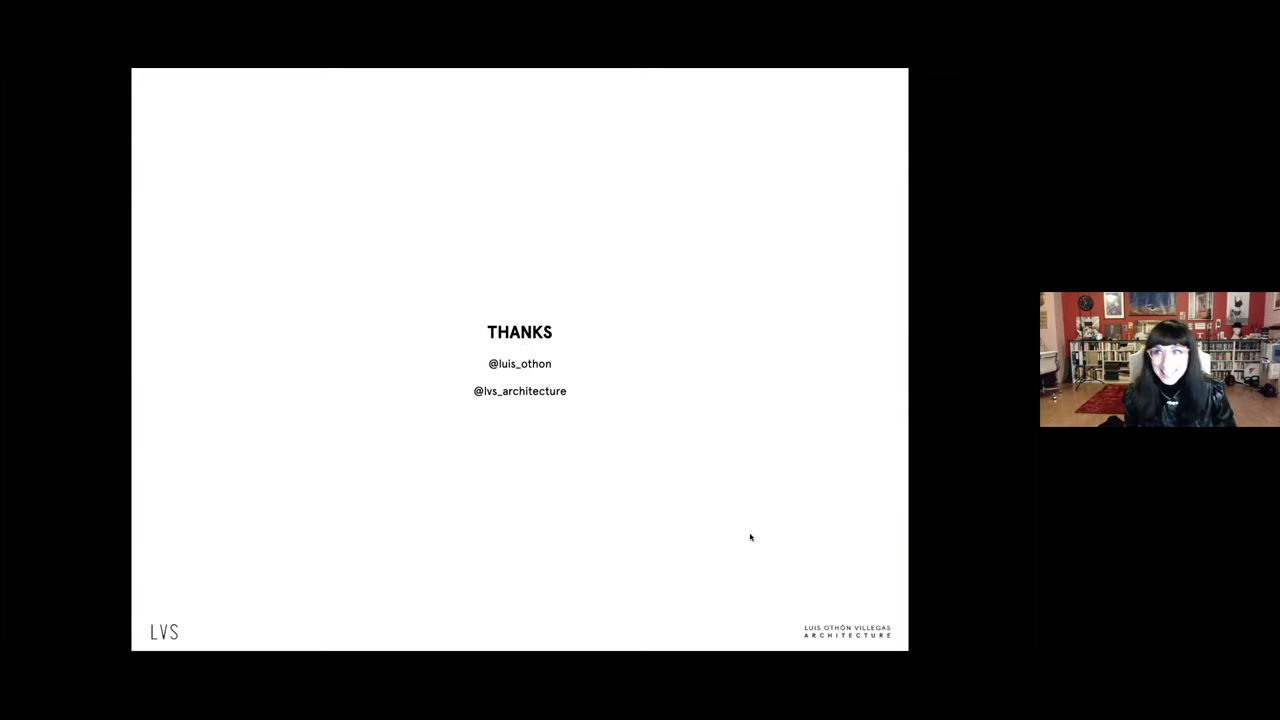 THANKS
@luis_othon
@lvs_architecture
LVS
LUIS OTHÓN VILLEGAS
ARCHITECTURE